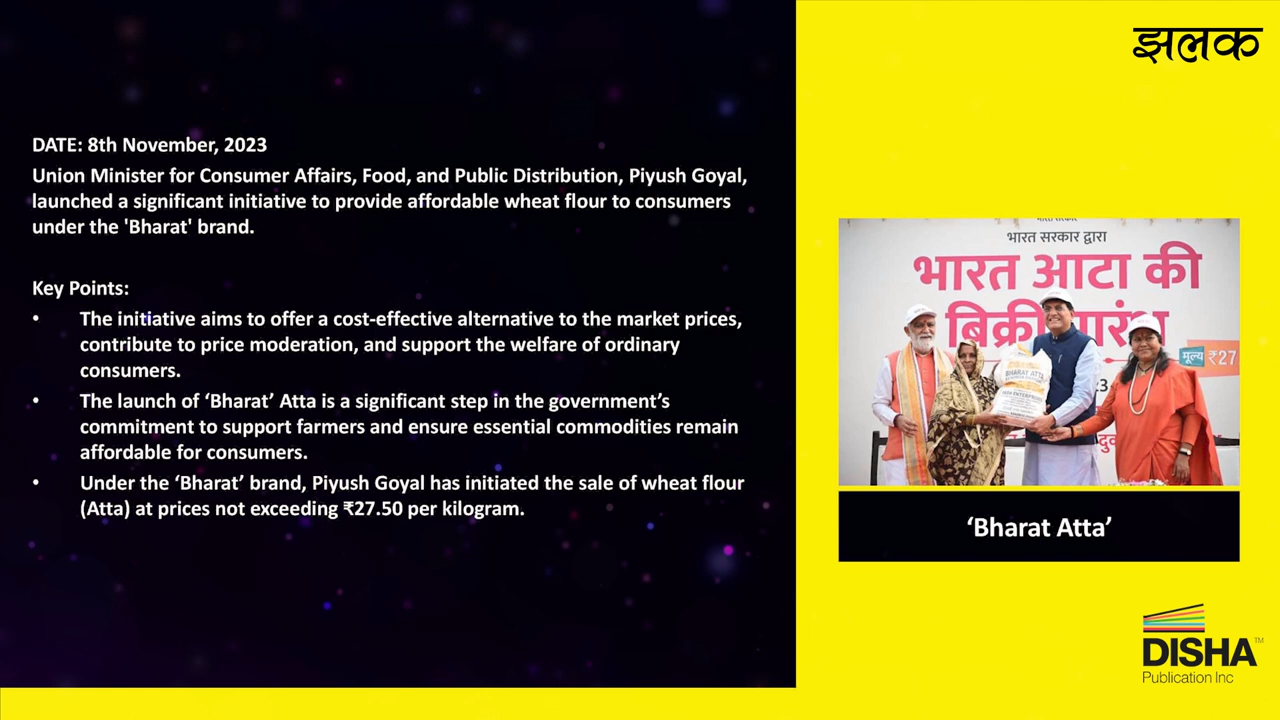 झलक
DATE: 8th November, 2023
Union Minister for Consumer Affairs, Food, and Public Distribution, Piyush Goyal,
launched a significant initiative to provide affordable wheat flour to consumers
under the 'Bharat' brand.
Key Points:
• The initiative aims to offer a cost-effective alternative to the market prices,
contribute to price moderation, and support the welfare of ordinary
consumers.
• The launch of ‘Bharat’ Atta is a significant step in the government’s
commitment to support farmers and ensure essential commodities remain
affordable for consumers.
• Under the ‘Bharat’ brand, Piyush Goyal has initiated the sale of wheat flour
(Atta) at prices not exceeding ₹27.50 per kilogram.
भारत सरकार द्वारा
भारत आटा की
बिक्री
मूल्य ₹27
BHARAT ATTA
‘Bharat Atta’
DISHA TM
Publication Inc